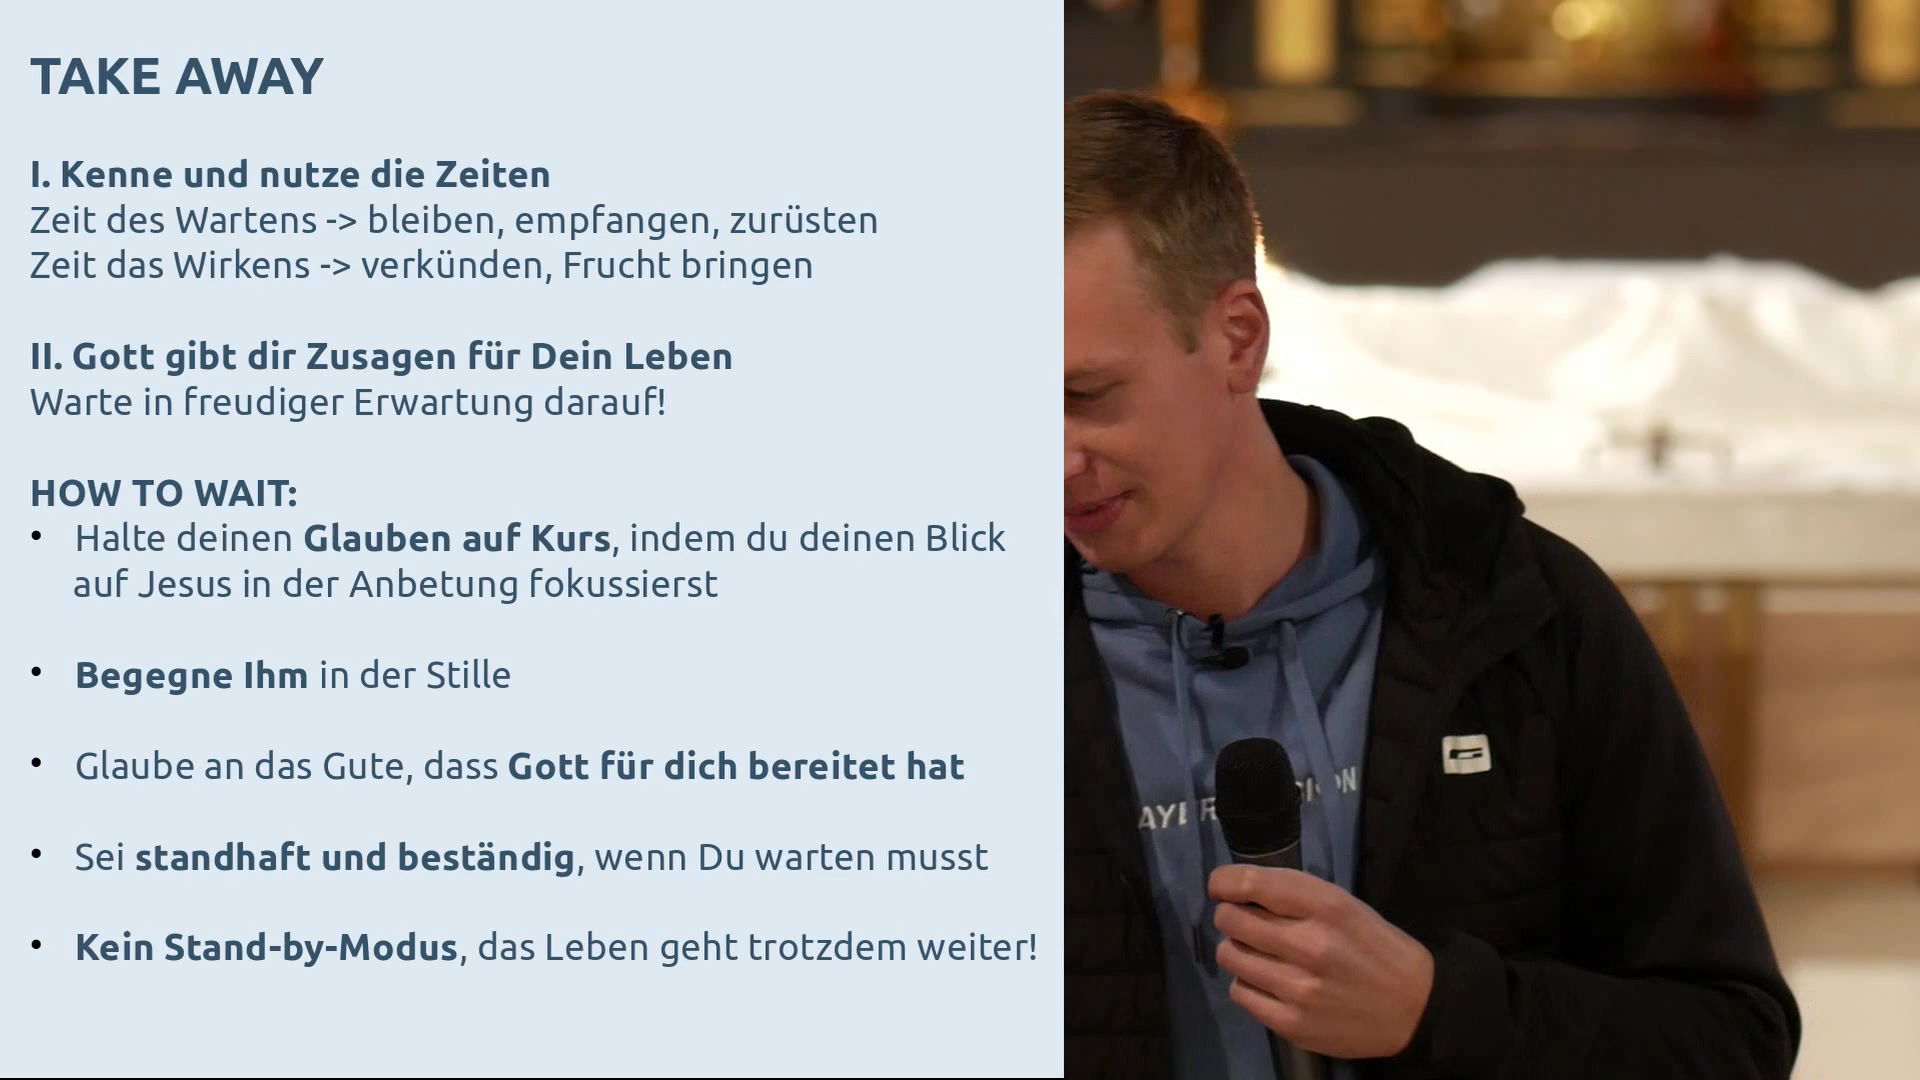 TAKE AWAY
I. Kenne und nutze die Zeiten
Zeit des Wartens -> bleiben, empfangen, zurüsten
Zeit das Wirkens -> verkünden, Frucht bringen
II. Gott gibt dir Zusagen für Dein Leben
Warte in freudiger Erwartung darauf!
HOW TO WAIT:
• Halte deinen Glauben auf Kurs, indem du deinen Blick
auf Jesus in der Anbetung fokussierst
• Begegne Ihm in der Stille
• Glaube an das Gute, dass Gott für dich bereitet hat
• Sei standhaft und beständig, wenn Du warten musst
• Kein Stand-by-Modus, das Leben geht trotzdem weiter!